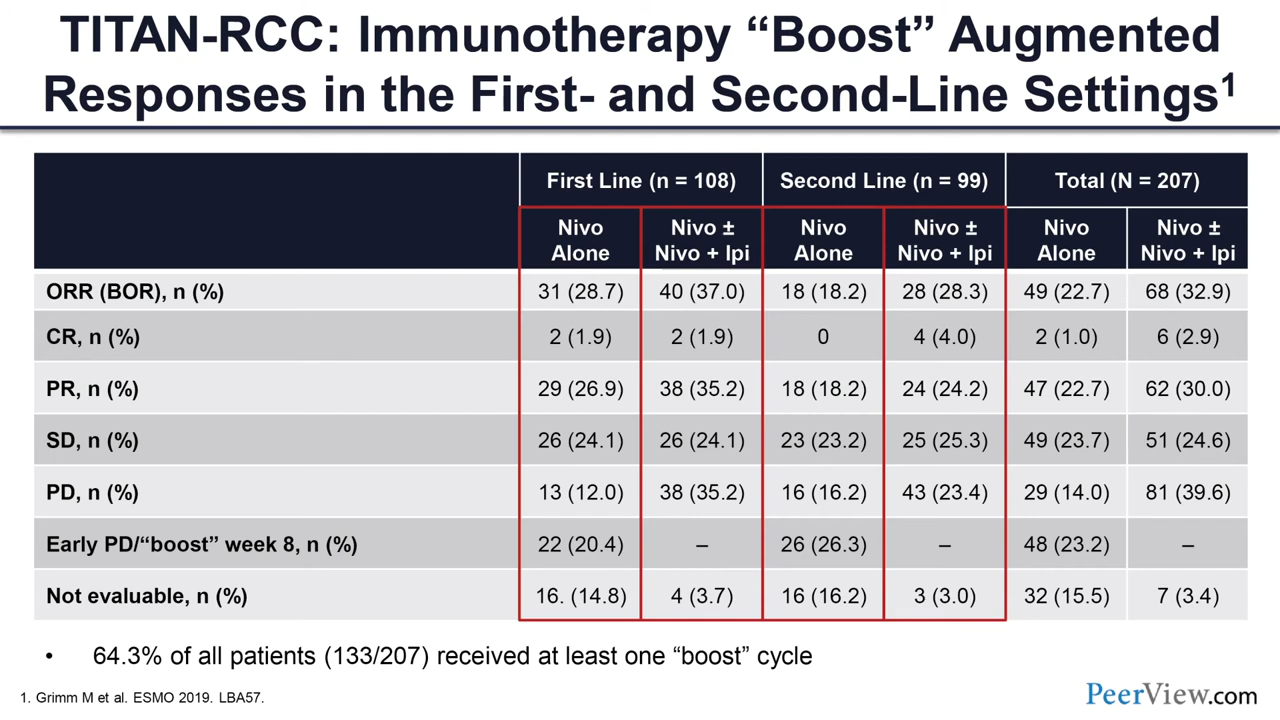 TITAN-RCC: Immunotherapy “Boost” Augmented
Responses in the First- and Second-Line Settings1
First Line (n = 108) Second Line (n = 99) Total (N = 207)
Nivo Alone Nivo ± Nivo + Ipi Nivo Alone Nivo ± Nivo + Ipi Nivo Alone Nivo ± Nivo + Ipi
ORR (BOR), n (%) 31 (28.7) 40 (37.0) 18 (18.2) 28 (28.3) 49 (22.7) 68 (32.9)
CR, n (%) 2 (1.9) 2 (1.9) 0 4 (4.0) 2 (1.0) 6 (2.9)
PR, n (%) 29 (26.9) 38 (35.2) 18 (18.2) 24 (24.2) 47 (22.7) 62 (30.0)
SD, n (%) 26 (24.1) 26 (24.1) 23 (23.2) 25 (25.3) 49 (23.7) 51 (24.6)
PD, n (%) 13 (12.0) 38 (35.2) 16 (16.2) 43 (23.4) 29 (14.0) 81 (39.6)
Early PD/“boost” week 8, n (%) 22 (20.4) – 26 (26.3) – 48 (23.2) –
Not evaluable, n (%) 16. (14.8) 4 (3.7) 16 (16.2) 3 (3.0) 32 (15.5) 7 (3.4)
• 64.3% of all patients (133/207) received at least one “boost” cycle
1. Grimm M et al. ESMO 2019. LBA57.
PeerView.com